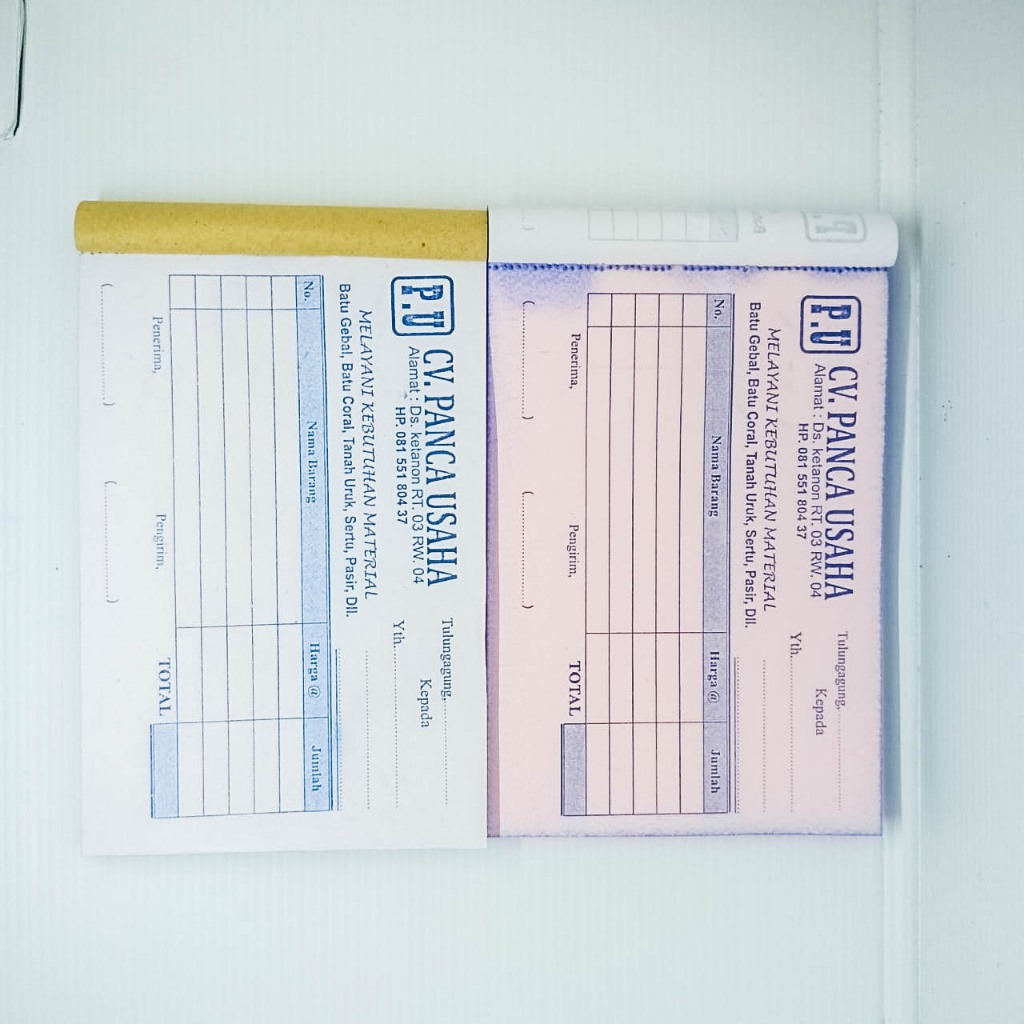 P.U
CV. PANCA USAHA
Alamat : Ds. ketanon RT. 03 RW. 04
HP. 081 551 804 37
MELAYANI KEBUTUHAN MATERIAL
Batu Gebal, Batu Coral, Tanah Uruk, Sertu, Pasir, Dll.
Tulungagung,....................
Kepada
Yth....................
No. Nama Barang Harga @ Jumlah
TOTAL
Penerima, Pengirim,
(....................) (....................)
P.U
CV. PANCA USAHA
Alamat : Ds. ketanon RT. 03 RW. 04
HP. 081 551 804 37
MELAYANI KEBUTUHAN MATERIAL
Batu Gebal, Batu Coral, Tanah Uruk, Sertu, Pasir, Dll.
Tulungagung,....................
Kepada
Yth....................
No. Nama Barang Harga @ Jumlah
TOTAL
Penerima, Pengirim,
(....................) (....................)